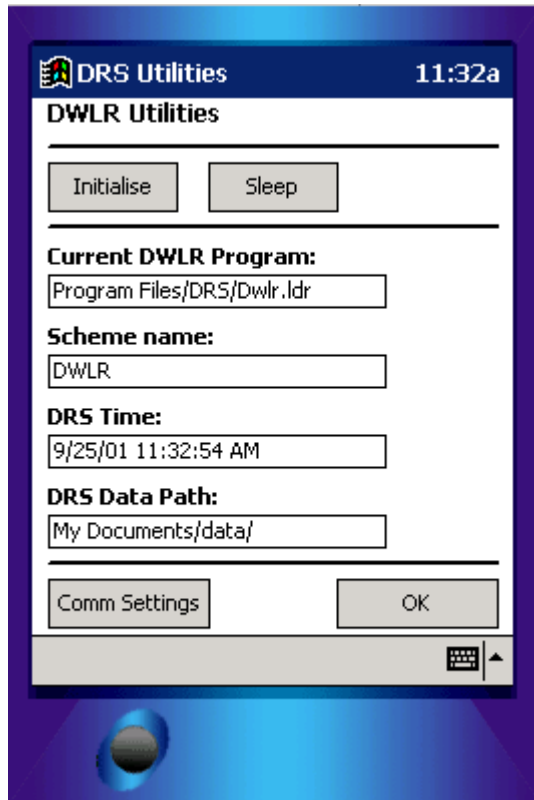 DRS Utilities 11:32a
DWLR Utilities
Initialise Sleep
Current DWLR Program:
Program Files/DRS/Dwlr.ldr
Scheme name:
DWLR
DRS Time:
9/25/01 11:32:54 AM
DRS Data Path:
My Documents/data/
Comm Settings OK